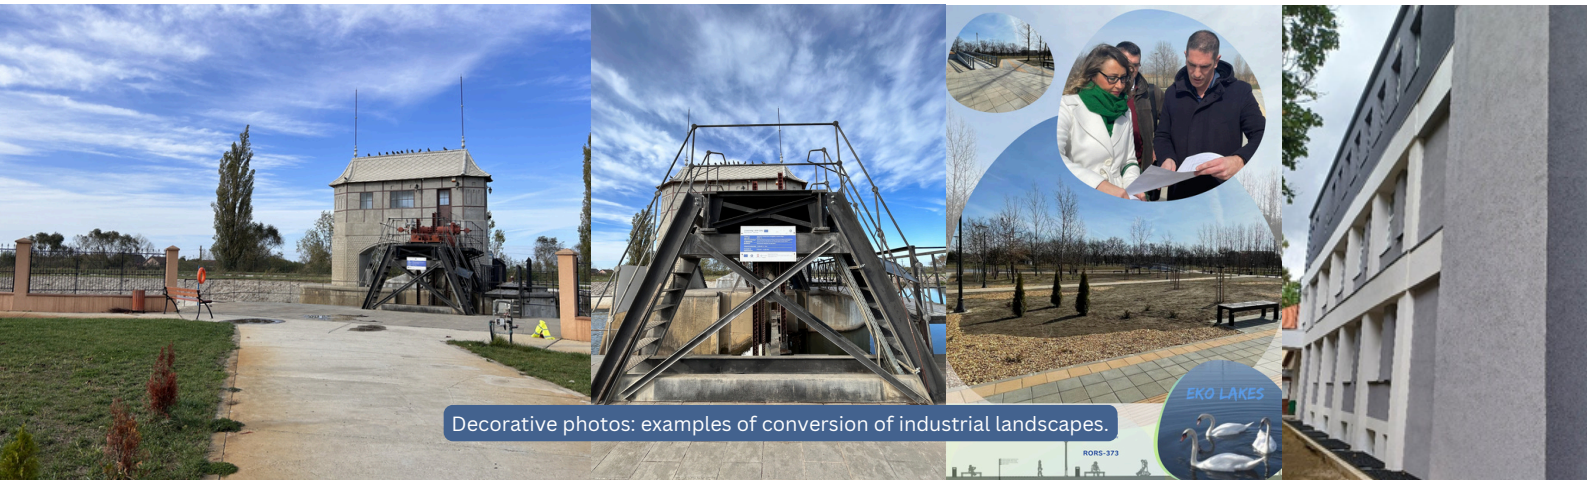 Decorative photos: examples of conversion of industrial landscapes.
EKO LAKES
RORS-373